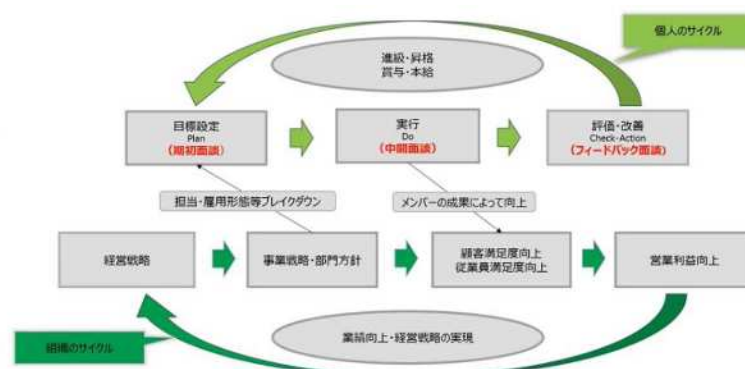 個人のサイクル
進級・昇格
賞与・本給
目標設定
Plan
(期初面談)
実行
Do
(中間面談)
評価・改善
Check・Action
(フィードバック面談)
担当・雇用形態等ブレイクダウン
メンバーの成果によって向上
経営戦略
事業戦略・部門方針
顧客満足度向上
従業員満足度向上
営業利益向上
業績向上・経営戦略の実現
組織のサイクル